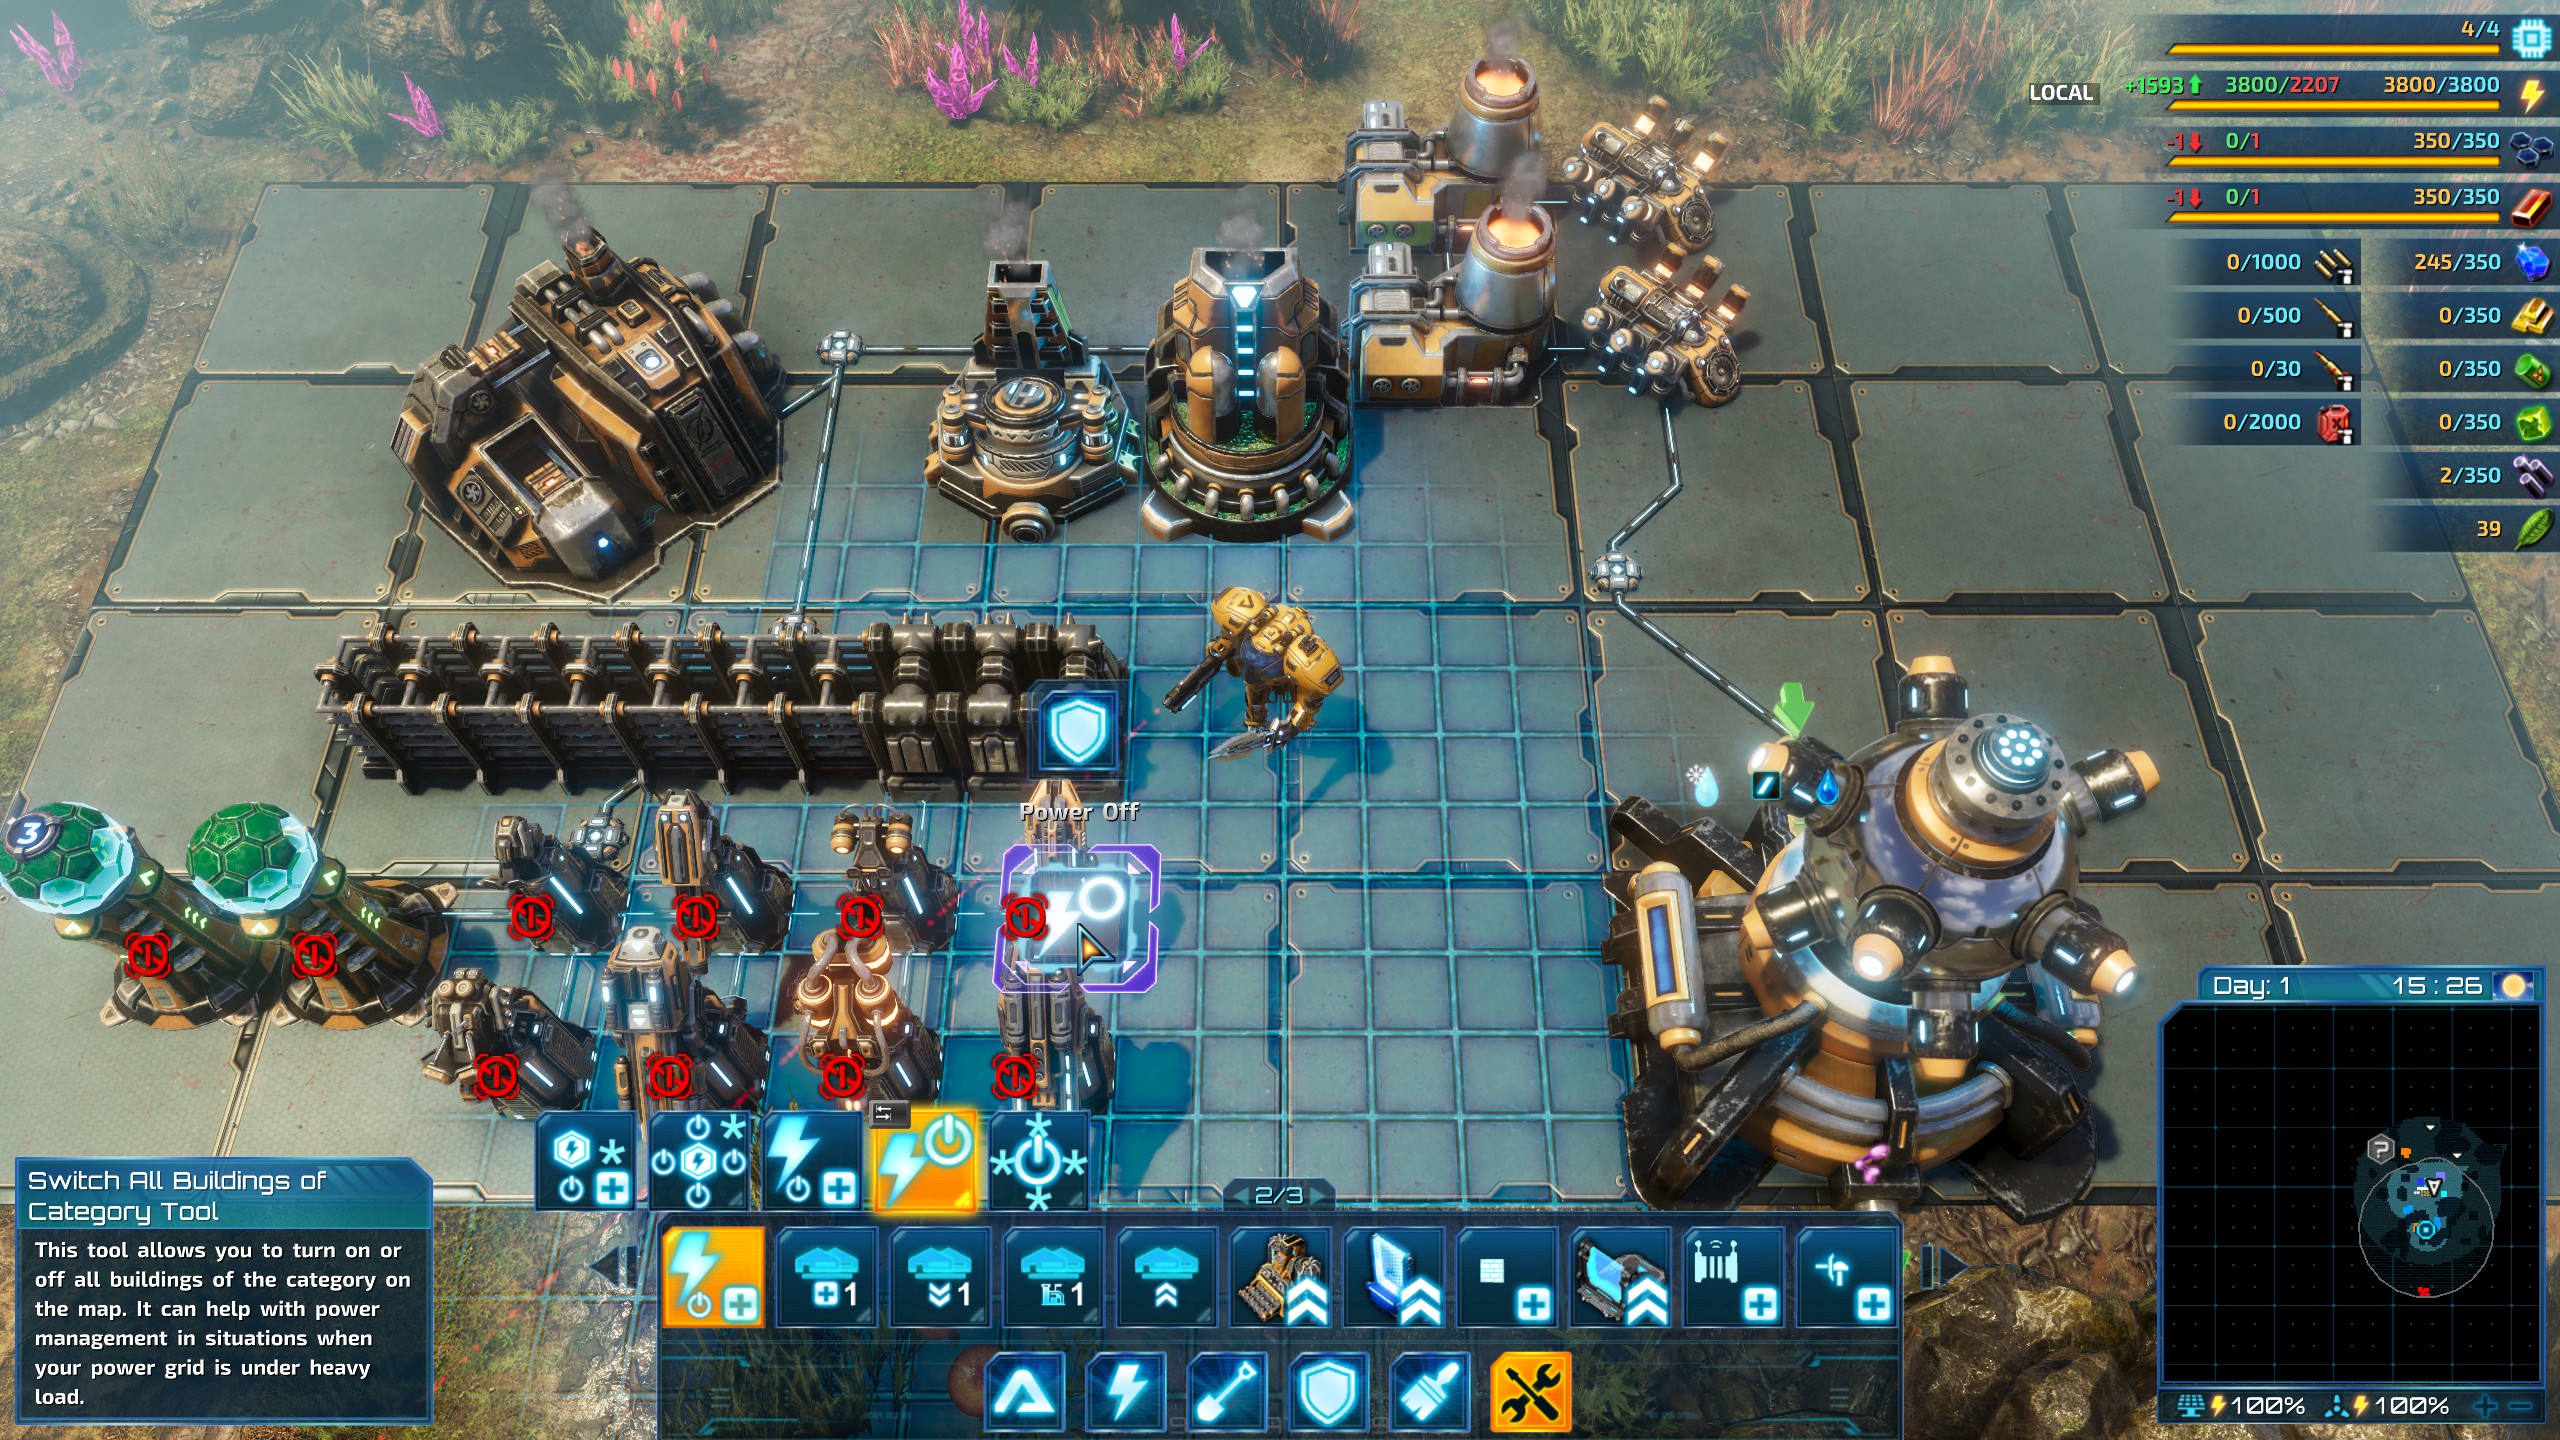 4/4
LOCAL
+1593 3800/2207 3800/3800
-1 0/1 350/350
-1 0/1 350/350
0/1000 245/350
0/500 0/350
0/30 0/350
0/2000 0/350
2/350
39
Power Off
3
Day: 1 15:26
Switch All Buildings of
Category Tool
This tool allows you to turn on or
off all buildings of the category on
the map. It can help with power
management in situations when
your power grid is under heavy
load.
2/3
1
1
1
?
100% 100%